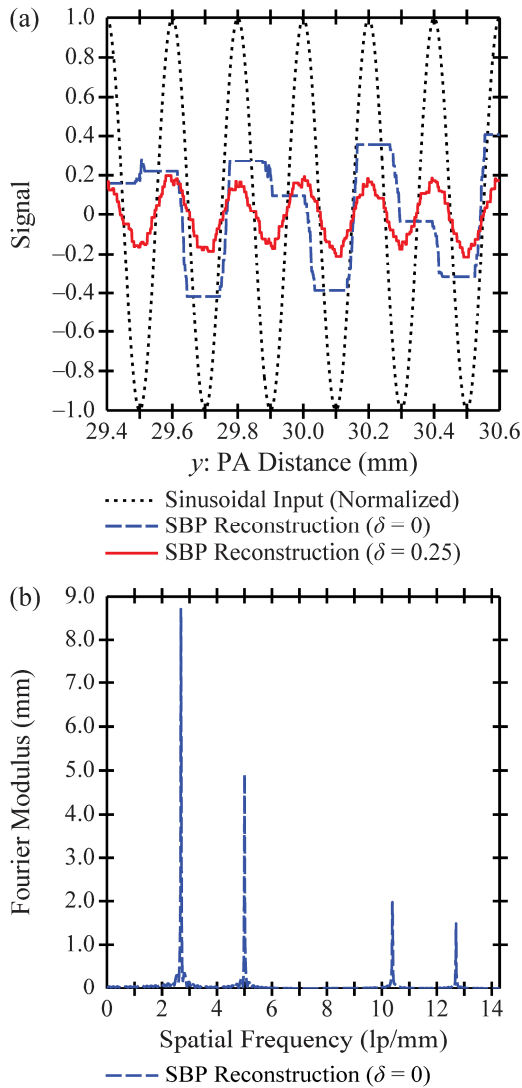 (a)
1.0
0.8
0.6
0.4
0.2
0
–0.2
–0.4
–0.6
–0.8
–1.0
Signal
29.4 29.6 29.8 30.0 30.2 30.4 30.6
y: PA Distance (mm)
Sinusoidal Input (Normalized)
SBP Reconstruction (δ = 0)
SBP Reconstruction (δ = 0.25)
(b)
9.0
8.0
7.0
6.0
5.0
4.0
3.0
2.0
1.0
0
Fourier Modulus (mm)
0 2 4 6 8 10 12 14
Spatial Frequency (lp/mm)
SBP Reconstruction (δ = 0)